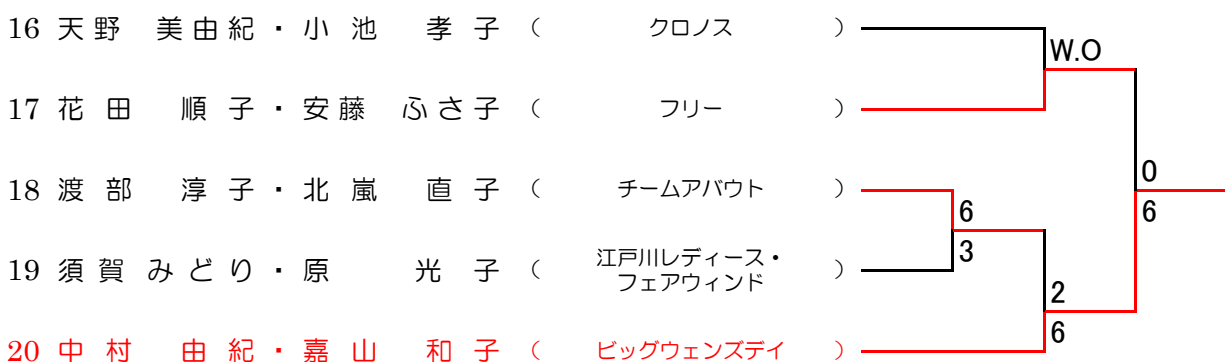 16 天野 美由紀・小池 孝子 （ クロノス ）
W.O
17 花田 順子・安藤 ふさ子 （ フリー ）
18 渡部 淳子・北嵐 直子 （ チームアバウト ）
0
6
6
3
19 須賀 みどり・原 光子 （ 江戸川レディース・
フェアウィンド ）
2
6
20 中村 由紀・嘉山 和子 （ ビッグウェンズデイ ）